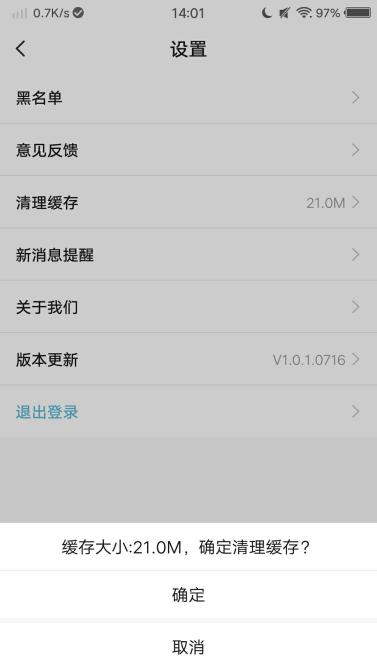 0.7K/s 14:01 97%
设置
黑名单
意见反馈
清理缓存 21.0M
新消息提醒
关于我们
版本更新 V1.0.1.0716
退出登录
缓存大小:21.0M，确定清理缓存?
确定
取消